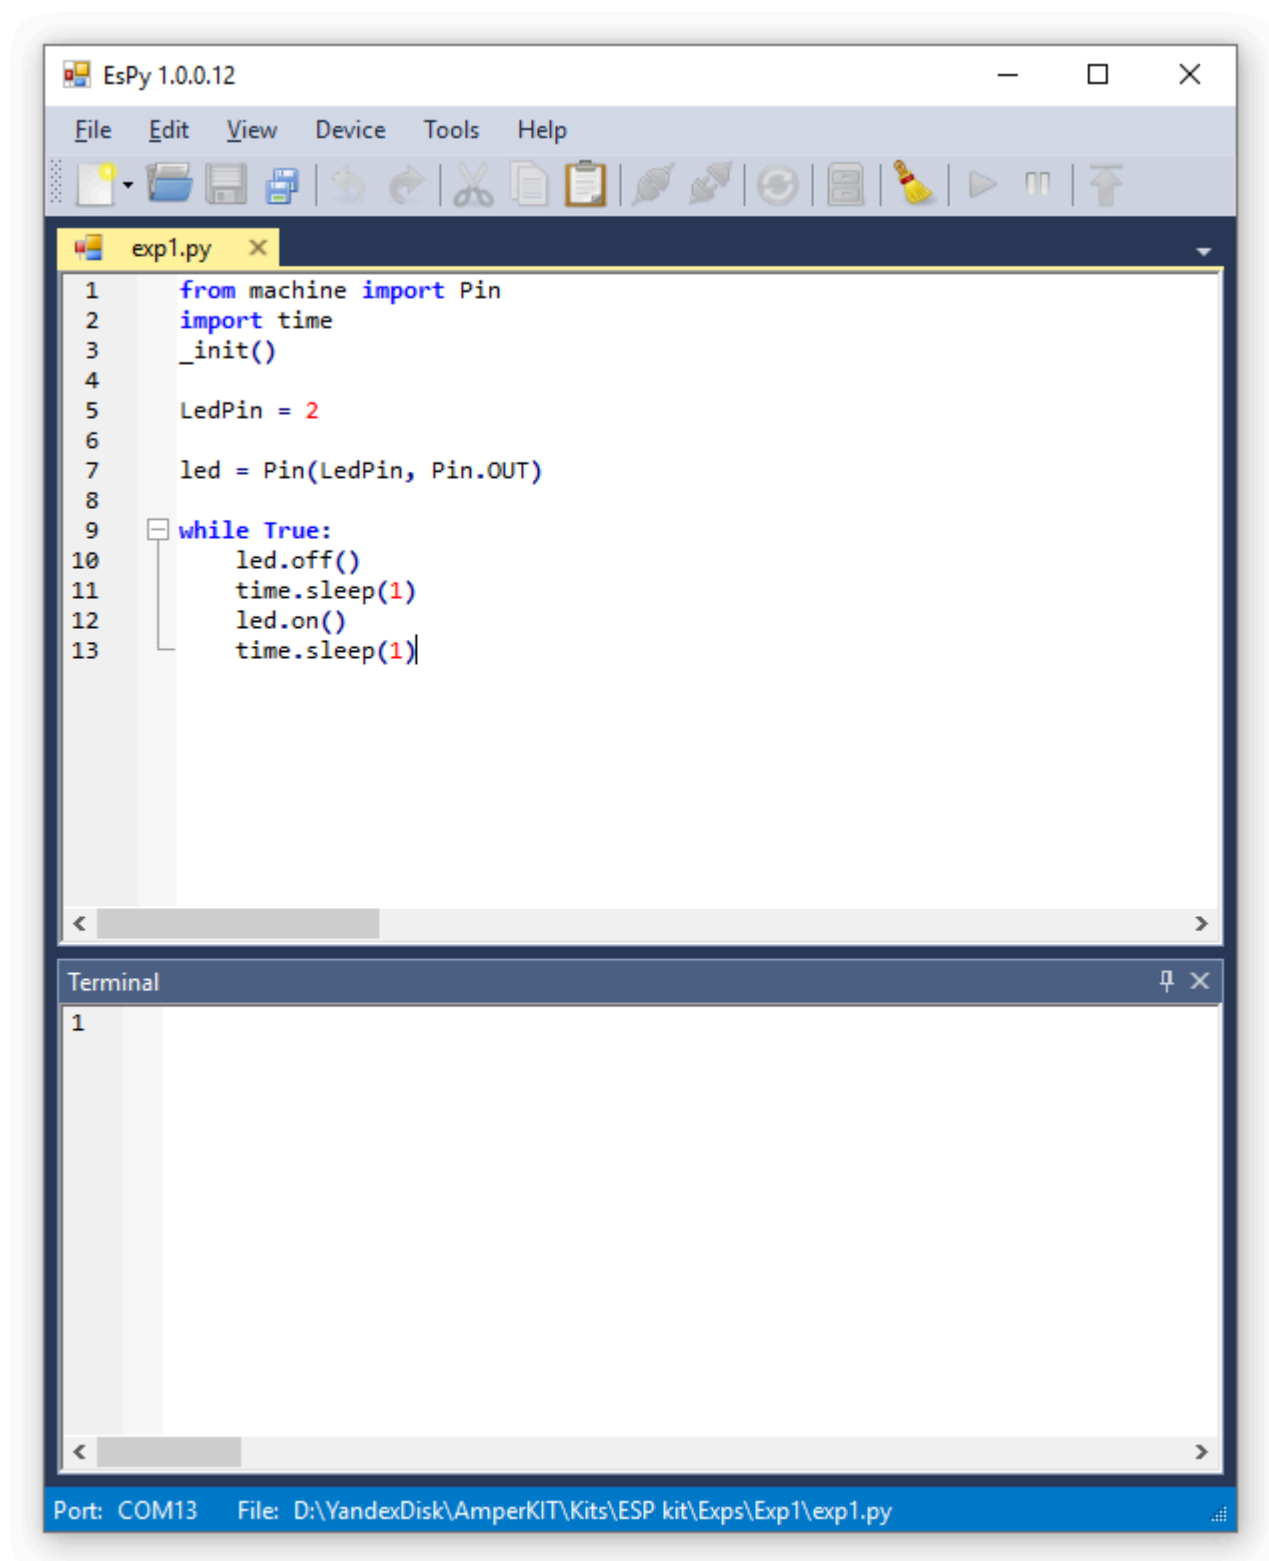 EsPy 1.0.0.12
File Edit View Device Tools Help
exp1.py
1 from machine import Pin
2 import time
3 _init()
4
5 LedPin = 2
6
7 led = Pin(LedPin, Pin.OUT)
8
9 while True:
10     led.off()
11     time.sleep(1)
12     led.on()
13     time.sleep(1)
Terminal
1
Port: COM13 File: D:\YandexDisk\AmperKIT\Kits\ESP kit\Exps\Exp1\exp1.py